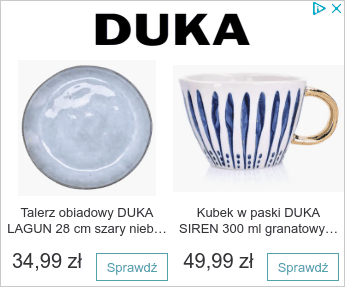 DUKA
Talerz obiadowy DUKA
LAGUN 28 cm szary nieb...
34,99 zł
Sprawdź
Kubek w paski DUKA
SIREN 300 ml granatowy...
49,99 zł
Sprawdź